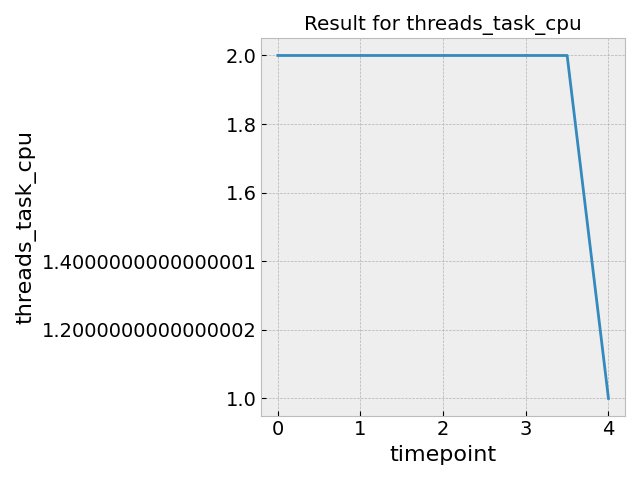 Result for threads_task_cpu
threads_task_cpu
2.0
1.8
1.6
1.4000000000000001
1.2000000000000002
1.0
0 1 2 3 4
timepoint